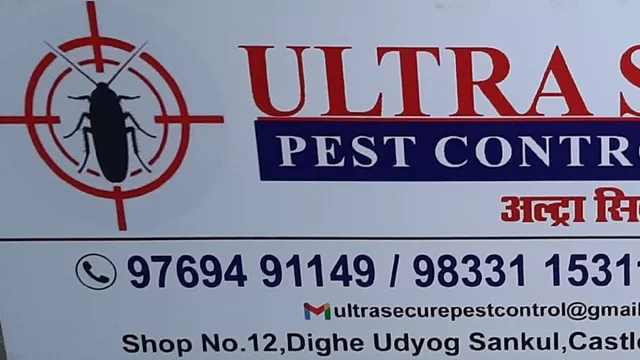 ULTRA S
PEST CONTR
अल्ट्रा सि
97694 91149 / 98331 1531
ultrasecurepestcontrol@gmai
Shop No.12,Dighe Udyog Sankul,Castl